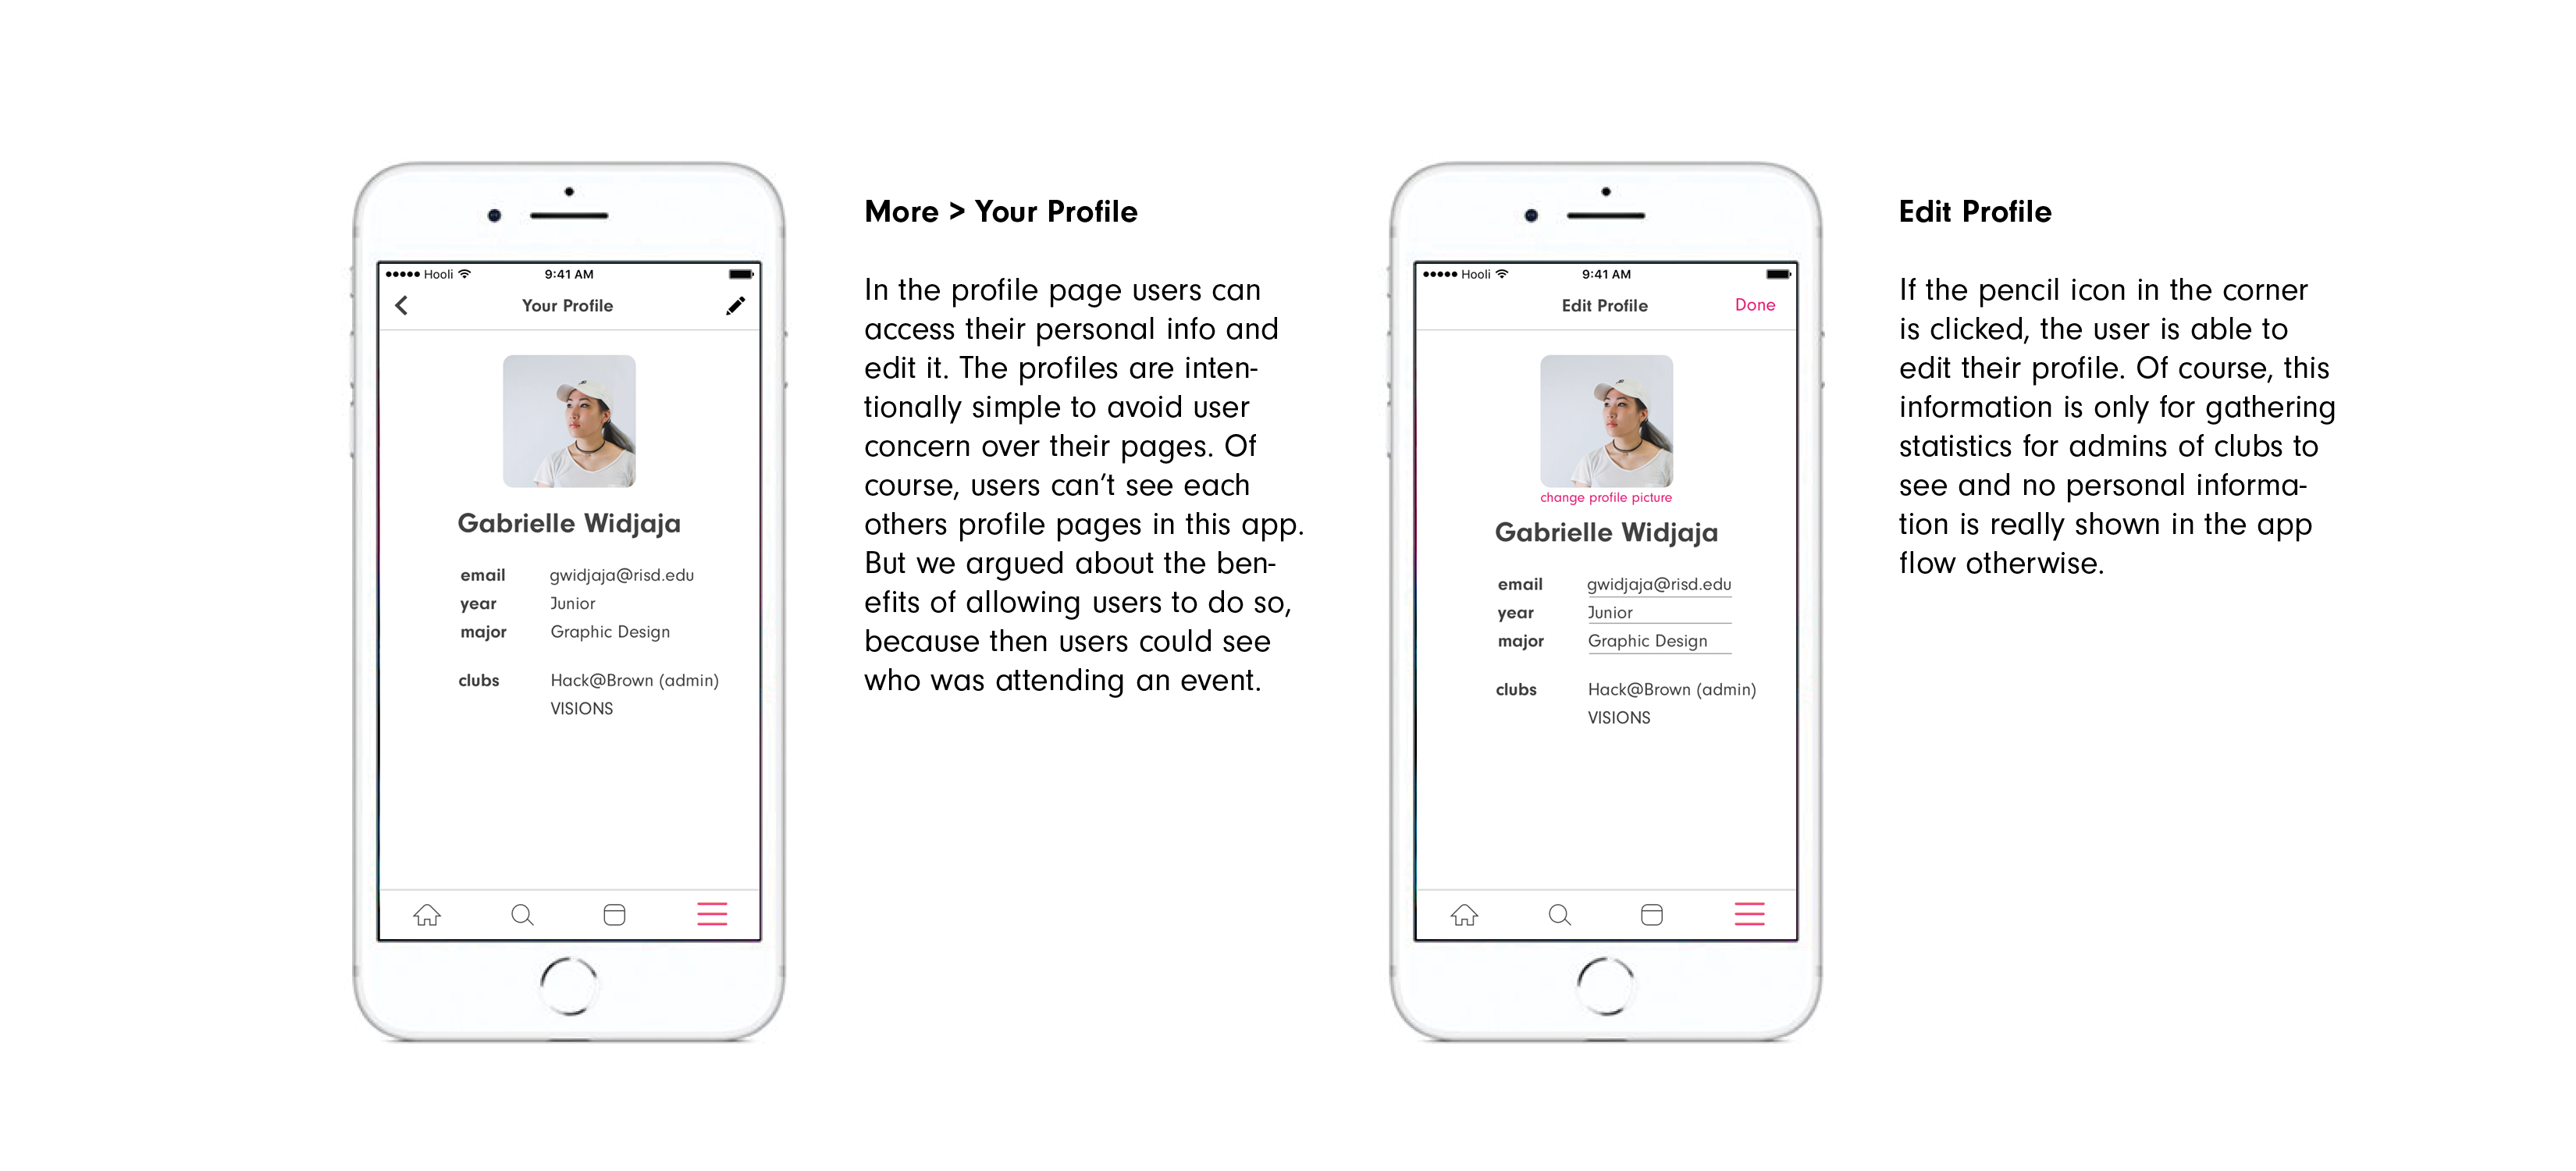 Hooli
9:41 AM
Your Profile
Gabrielle Widjaja
email gwidjaja@risd.edu
year Junior
major Graphic Design
clubs Hack@Brown (admin)
VISIONS
More > Your Profile
In the profile page users can
access their personal info and
edit it. The profiles are inten-
tionally simple to avoid user
concern over their pages. Of
course, users can't see each
others profile pages in this app.
But we argued about the ben-
efits of allowing users to do so,
because then users could see
who was attending an event.
Hooli
9:41 AM
Edit Profile
Done
change profile picture
Gabrielle Widjaja
email gwidjaja@risd.edu
year Junior
major Graphic Design
clubs Hack@Brown (admin)
VISIONS
Edit Profile
If the pencil icon in the corner
is clicked, the user is able to
edit their profile. Of course, this
information is only for gathering
statistics for admins of clubs to
see and no personal informa-
tion is really shown in the app
flow otherwise.